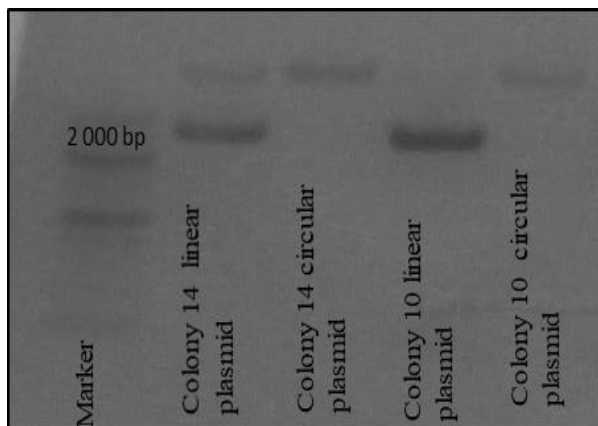 2 000 bp
Marker
Colony 14 linear
plasmid
Colony 14 circular
plasmid
Colony 10 linear
plasmid
Colony 10 circular
plasmid